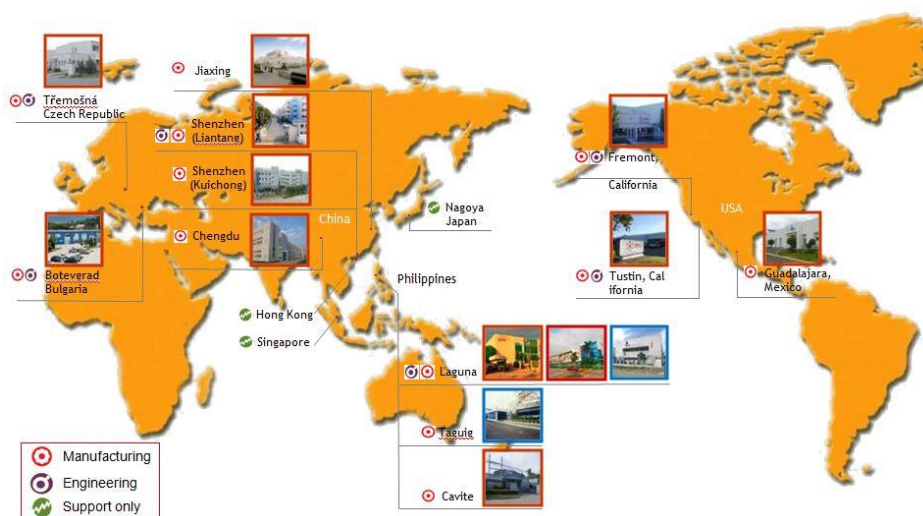 Jiaxing
Třemošná
Czech Republic
Shenzhen
(Liantang)
Shenzhen
(Kuichong)
Fremont,
California
Nagoya
Japan
China
USA
Chengdu
Botevgrad
Bulgaria
Philippines
Tustin, Cal
ifornia
Guadalajara,
Mexico
Hong Kong
Singapore
Laguna
Taguig
Cavite
Manufacturing
Engineering
Support only